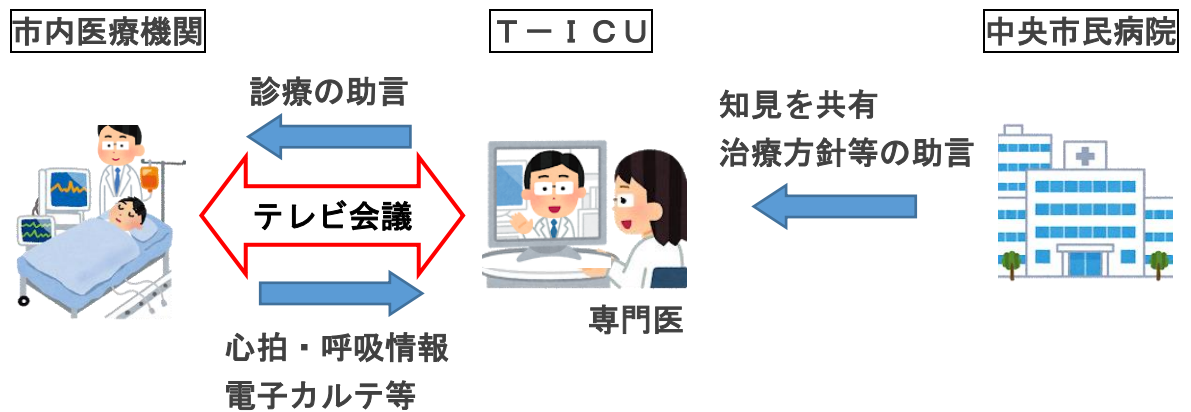 市内医療機関
Ｔ－ＩＣＵ
中央市民病院
診療の助言
知見を共有
治療方針等の助言
テレビ会議
専門医
心拍・呼吸情報
電子カルテ等